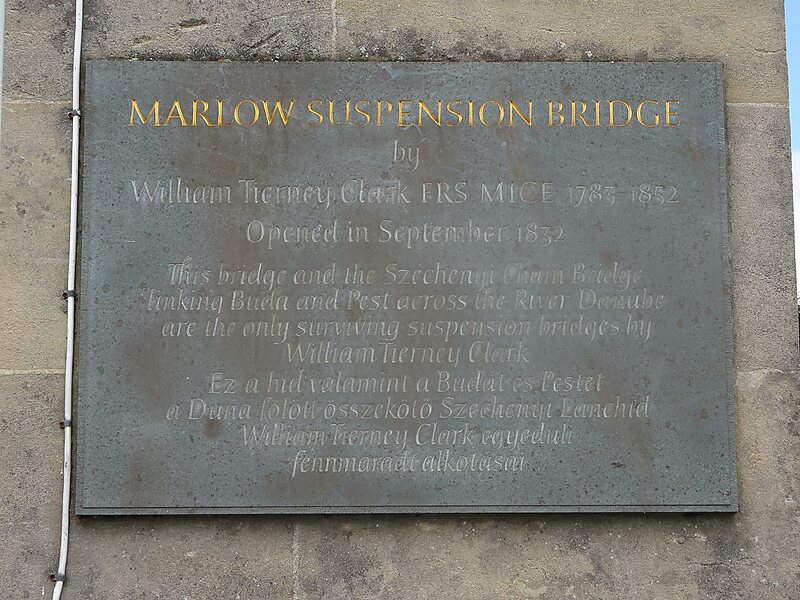 MARLOW SUSPENSION BRIDGE
by
William Tierney Clark FRS MICE 1783-1852
Opened in September 1832
This bridge and the Szechenyi Chain Bridge
linking Buda and Pest across the River Danube
are the only surviving suspension bridges by
William Tierney Clark
Ez a híd valamint a Budát és Pestet
a Duna fölött összekötő Széchenyi Lánchíd
William Tierney Clark egyedüli
fennmaradt alkotásai